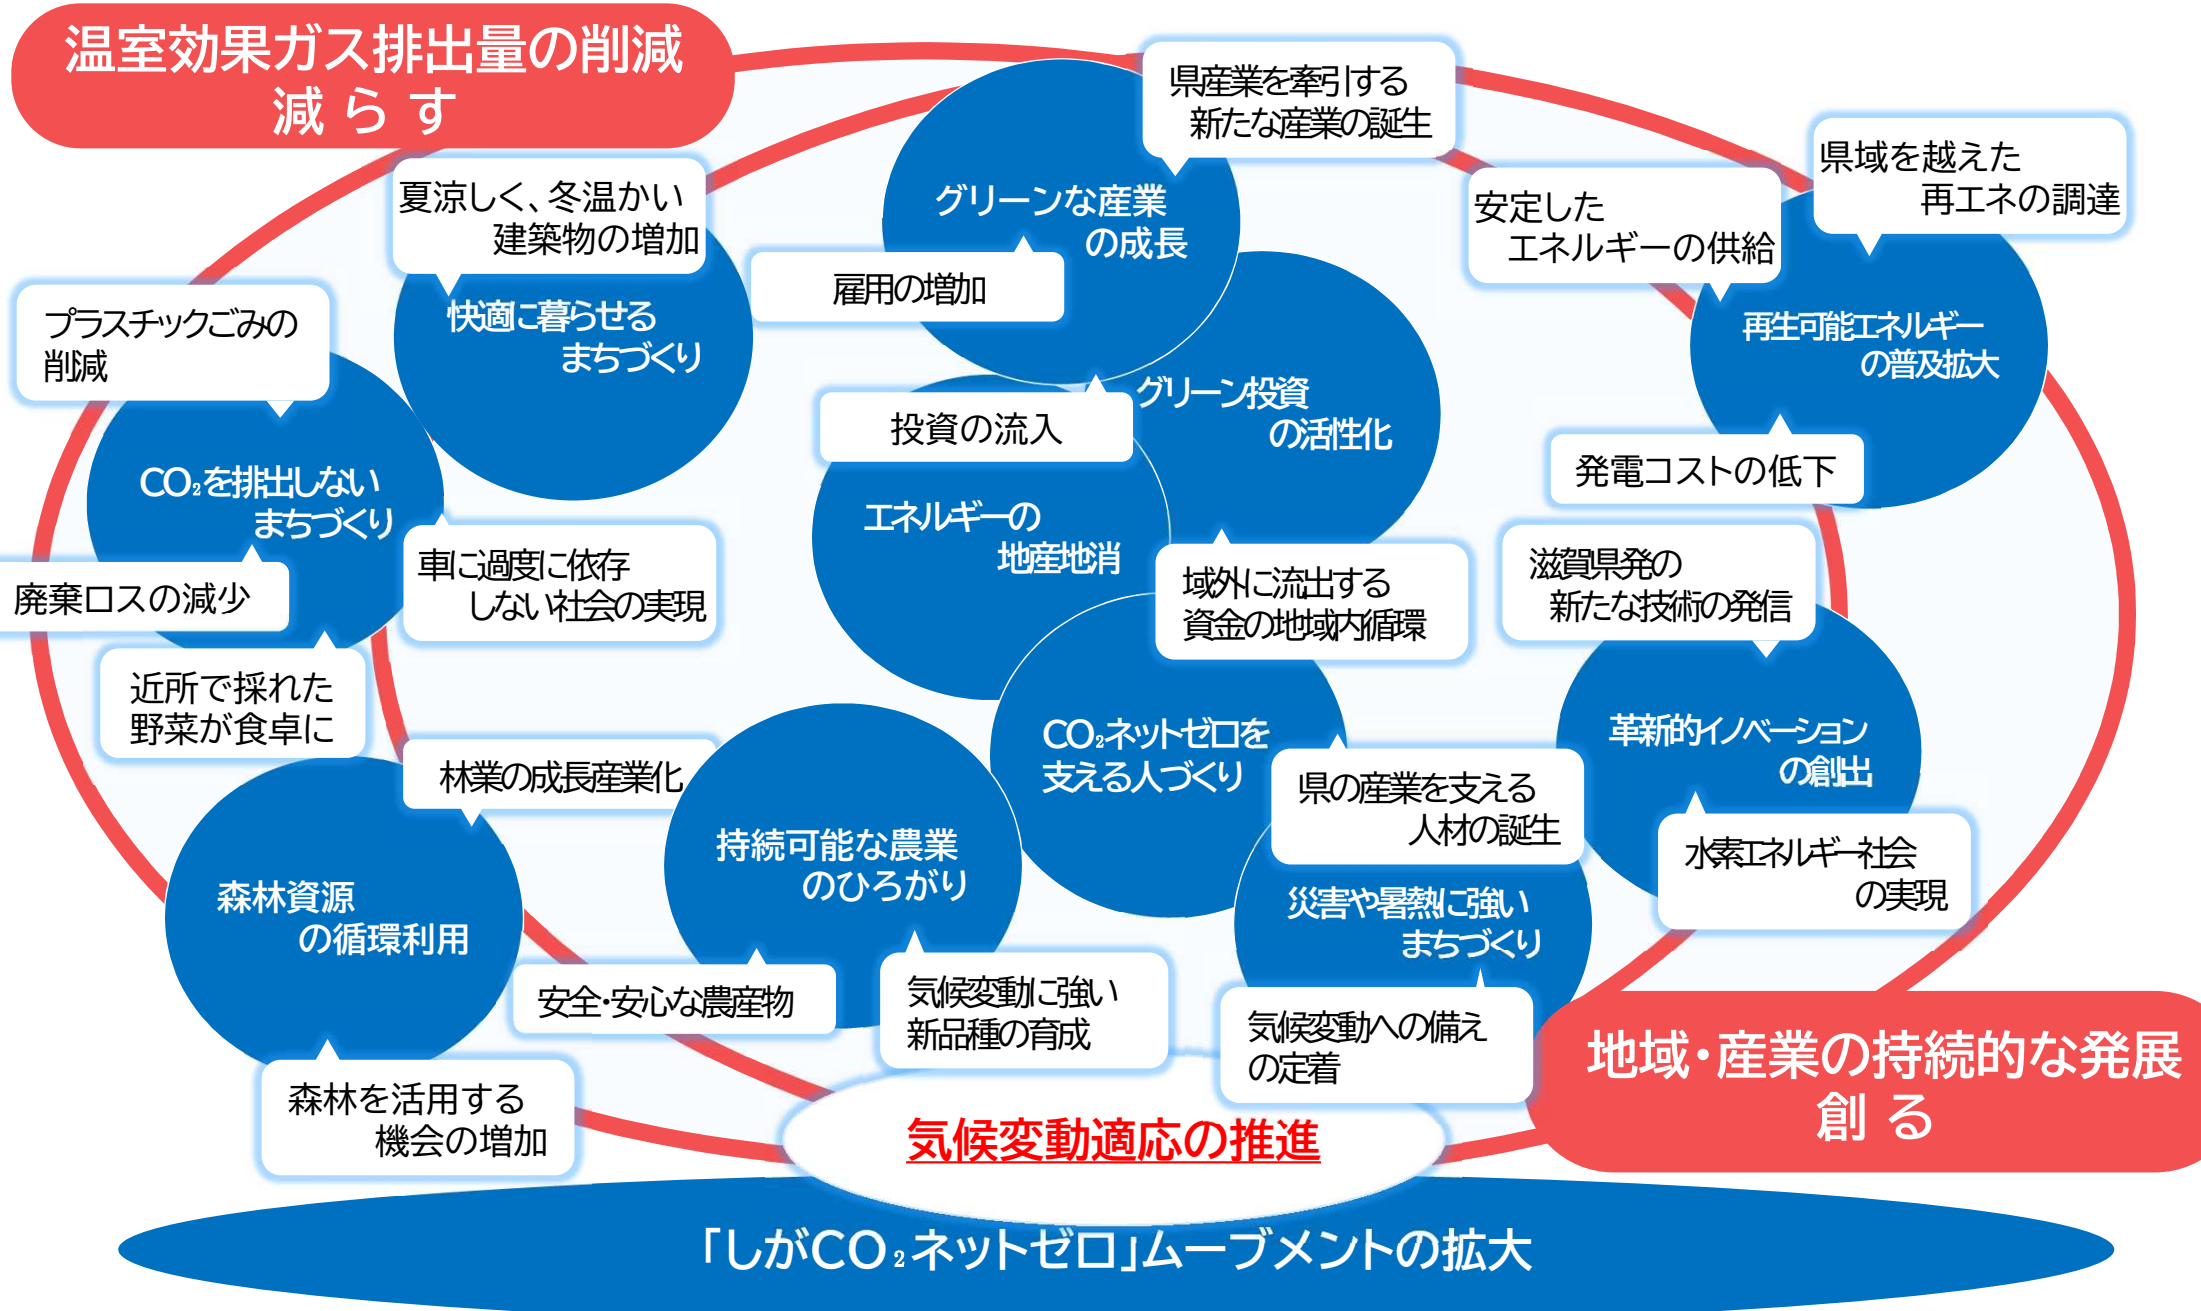 温室効果ガス排出量の削減
減らす
県産業を牽引する
新たな産業の誕生
県域を越えた
再エネの調達
夏涼しく、冬温かい
建築物の増加
グリーンな産業
の成長
安定した
エネルギーの供給
雇用の増加
快適に暮らせる
まちづくり
プラスチックごみの
削減
再生可能エネルギー
の普及拡大
グリーン投資
の活性化
投資の流入
発電コストの低下
CO₂を排出しない
まちづくり
エネルギーの
地産地消
車に過度に依存
しない社会の実現
廃棄ロスの減少
域外に流出する
資金の地域内循環
滋賀県発の
新たな技術の発信
近所で採れた
野菜が食卓に
CO₂ネットゼロを
支える人づくり
革新的イノベーション
の創出
林業の成長産業化
県の産業を支える
人材の誕生
持続可能な農業
のひろがり
水素エネルギー社会
の実現
森林資源
の循環利用
災害や暑熱に強い
まちづくり
安全・安心な農産物
気候変動に強い
新品種の育成
気候変動への備え
の定着
地域・産業の持続的な発展
創る
森林を活用する
機会の増加
気候変動適応の推進
「しがCO₂ネットゼロ」ムーブメントの拡大